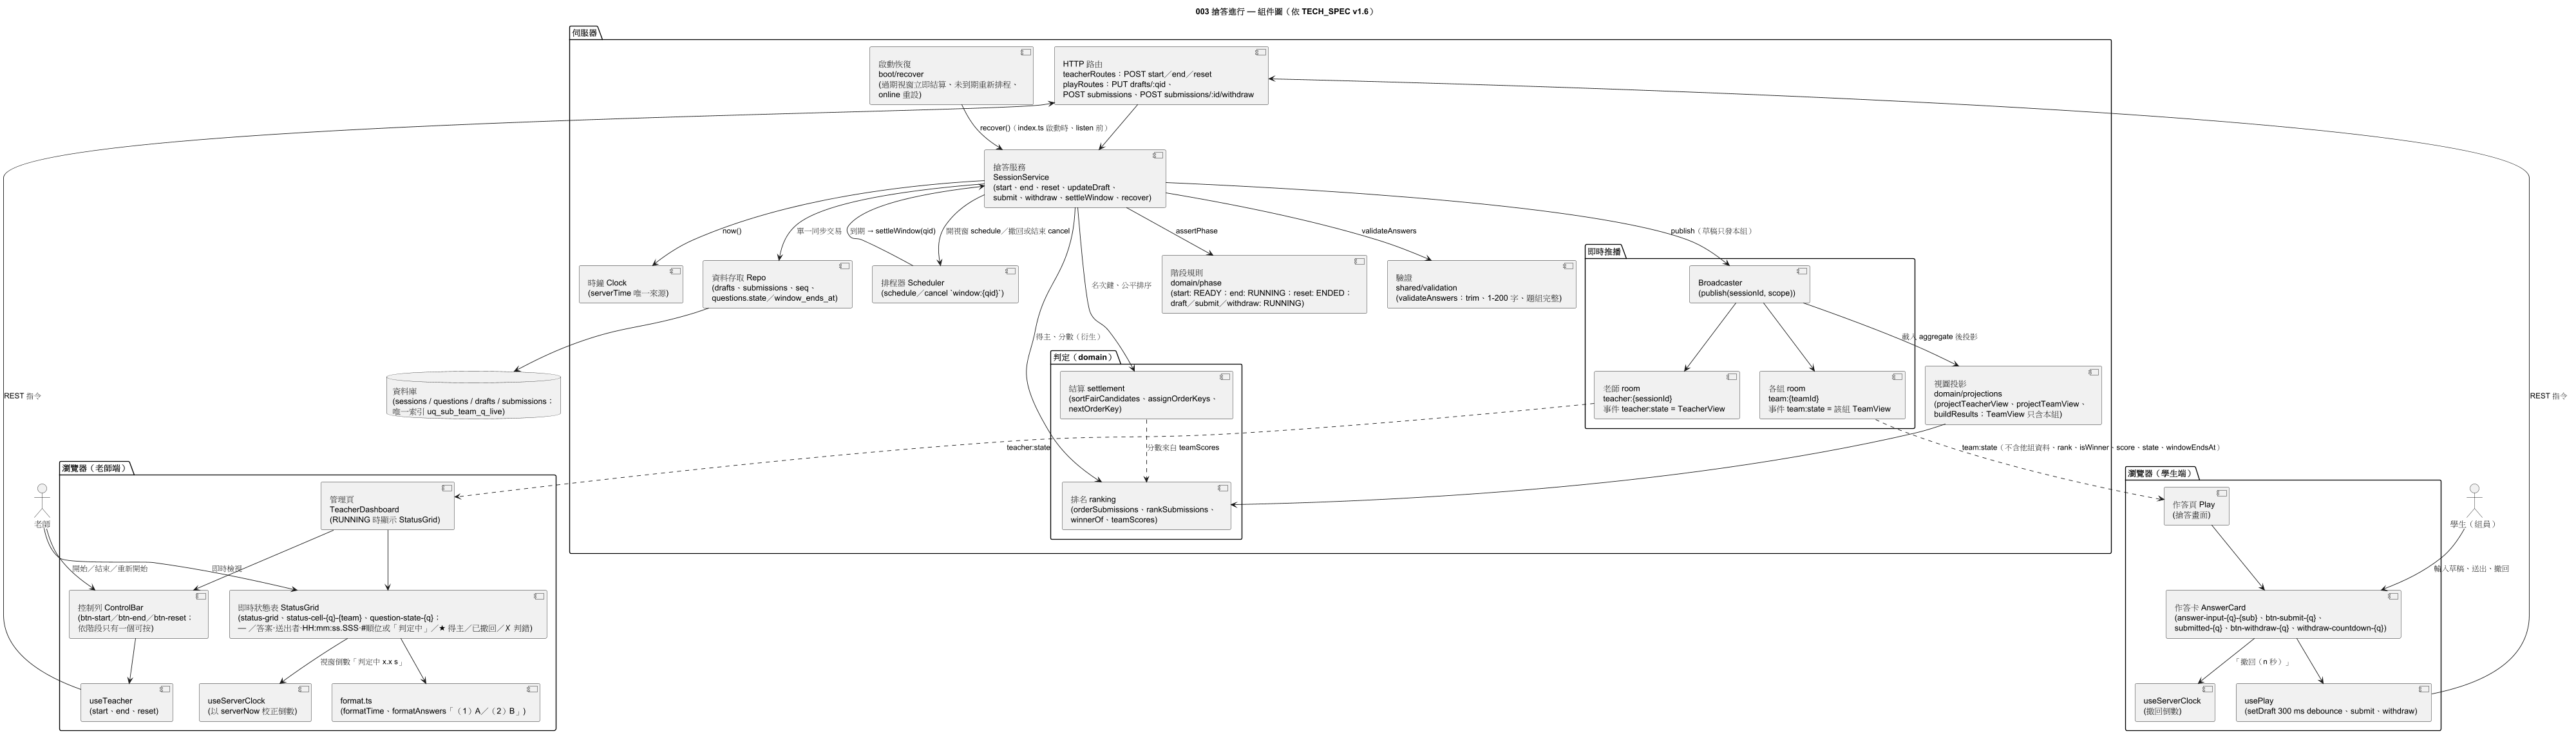 003 搶答進行 — 組件圖（依 TECH_SPEC v1.6）
伺服器
啟動恢復
boot/recover
(過期視窗立即結算、未到期重新排程、
online 重設)
HTTP 路由
teacherRoutes：POST start／end／reset
playRoutes：PUT drafts/:qid、
POST submissions、POST submissions/:id/withdraw
recover()（index.ts 啟動時、listen 前）
搶答服務
SessionService
(start、end、reset、updateDraft、
submit、withdraw、settleWindow、recover)
now()
單一同步交易
到期 → settleWindow(qid)
開視窗 schedule／撤回或結束 cancel
名次鍵、公平排序
assertPhase
validateAnswers
publish（草稿只發本組）
時鐘 Clock
(serverTime 唯一來源)
資料存取 Repo
(drafts、submissions、seq、
questions.state／window_ends_at)
排程器 Scheduler
(schedule／cancel `window:{qid}`)
階段規則
domain/phase
(start: READY；end: RUNNING；reset: ENDED；
draft／submit／withdraw: RUNNING)
驗證
shared/validation
(validateAnswers：trim、1-200 字、題組完整)
即時推播
Broadcaster
(publish(sessionId, scope))
得主、分數（衍生）
載入 aggregate 後投影
判定（domain）
結算 settlement
(sortFairCandidates、assignOrderKeys、
nextOrderKey)
老師 room
teacher:{sessionId}
事件 teacher:state = TeacherView
各組 room
team:{teamId}
事件 team:state = 該組 TeamView
視圖投影
domain/projections
(projectTeacherView、projectTeamView、
buildResults；TeamView 只含本組)
資料庫
(sessions / questions / drafts / submissions；
唯一索引 uq_sub_team_q_live)
REST 指令
REST 指令
teacher:state
分數來自 teamScores
team:state（不含他組資料、rank、isWinner、score、state、windowEndsAt）
排名 ranking
(orderSubmissions、rankSubmissions、
winnerOf、teamScores)
瀏覽器（老師端）
老師
管理頁
TeacherDashboard
(RUNNING 時顯示 StatusGrid)
開始／結束／重新開始
即時檢視
控制列 ControlBar
(btn-start／btn-end／btn-reset；
依階段只有一個可按)
即時狀態表 StatusGrid
(status-grid、status-cell-{q}-{team}、question-state-{q}；
— ／答案·送出者·HH:mm:ss.SSS·#順位或「判定中」／★ 得主／已撤回／✗ 判錯)
視窗倒數「判定中 x.x s」
useTeacher
(start、end、reset)
useServerClock
(以 serverNow 校正倒數)
format.ts
(formatTime、formatAnswers「（1）A／（2）B」)
瀏覽器（學生端）
作答頁 Play
(搶答畫面)
學生（組員）
輸入草稿、送出、撤回
作答卡 AnswerCard
(answer-input-{q}-{sub}、btn-submit-{q}、
submitted-{q}、btn-withdraw-{q}、withdraw-countdown-{q})
「撤回（n 秒）」
useServerClock
(撤回倒數)
usePlay
(setDraft 300 ms debounce、submit、withdraw)